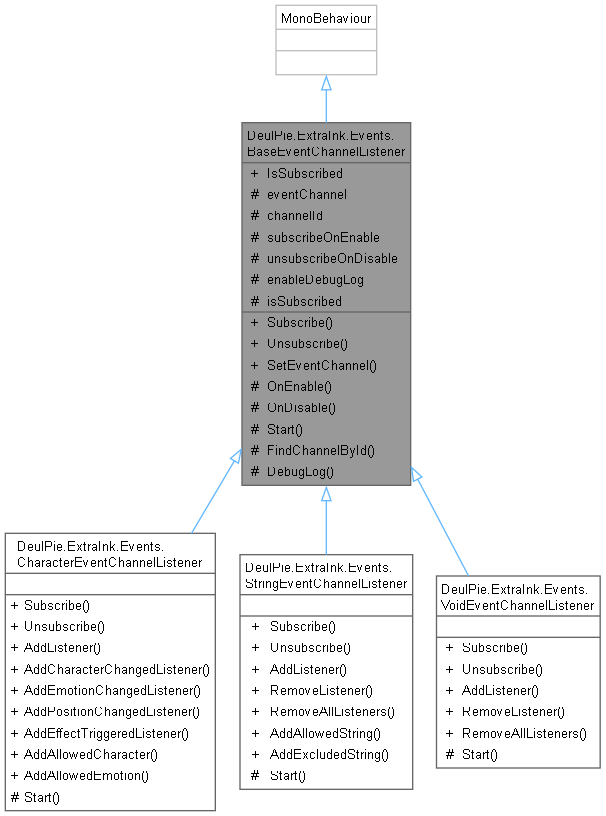 MonoBehaviour
DeulPie.ExtraInk.Events.
BaseEventChannelListener
+ IsSubscribed
# eventChannel
# channelId
# subscribeOnEnable
# unsubscribeOnDisable
# enableDebugLog
# isSubscribed
+ Subscribe()
+ Unsubscribe()
+ SetEventChannel()
# OnEnable()
# OnDisable()
# Start()
# FindChannelById()
# DebugLog()
DeulPie.ExtraInk.Events.
CharacterEventChannelListener
+ Subscribe()
+ Unsubscribe()
+ AddListener()
+ AddCharacterChangedListener()
+ AddEmotionChangedListener()
+ AddPositionChangedListener()
+ AddEffectTriggeredListener()
+ AddAllowedCharacter()
+ AddAllowedEmotion()
# Start()
DeulPie.ExtraInk.Events.
StringEventChannelListener
+ Subscribe()
+ Unsubscribe()
+ AddListener()
+ RemoveListener()
+ RemoveAllListeners()
+ AddAllowedString()
+ AddExcludedString()
# Start()
DeulPie.ExtraInk.Events.
VoidEventChannelListener
+ Subscribe()
+ Unsubscribe()
+ AddListener()
+ RemoveListener()
+ RemoveAllListeners()
# Start()